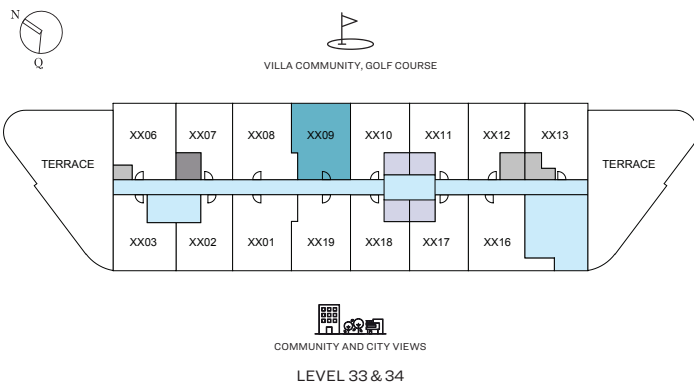 N
Q
VILLA COMMUNITY, GOLF COURSE
XX06 XX07 XX08 XX09 XX10 XX11 XX12 XX13
TERRACE TERRACE
XX03 XX02 XX01 XX19 XX18 XX17 XX16
COMMUNITY AND CITY VIEWS
LEVEL 33 & 34